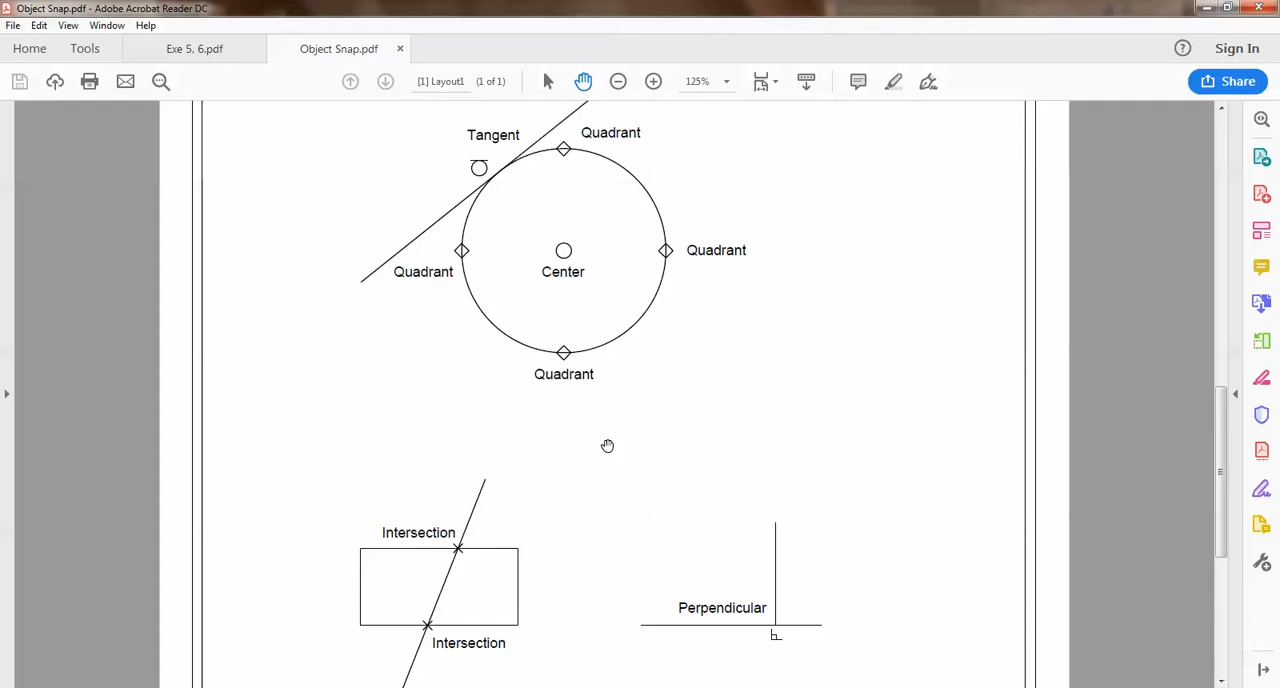 Object Snap.pdf - Adobe Acrobat Reader DC
File Edit View Window Help
Home Tools Exe 5, 6.pdf Object Snap.pdf × Sign In
[1] Layout1 (1 of 1) 125% Share
Tangent Quadrant
Quadrant Center Quadrant
Quadrant
Intersection
Perpendicular
Intersection